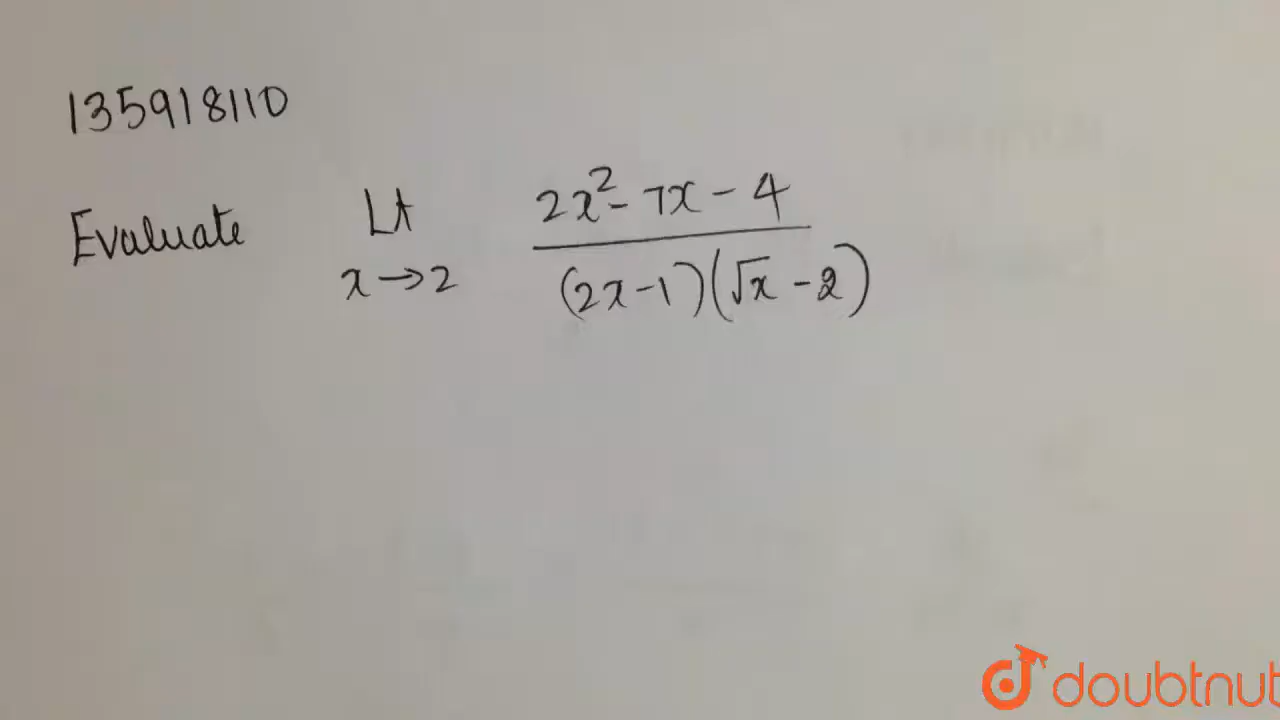 135918110
Evaluate Lt 2x² - 7x - 4
x→2 (2x-1)(√x - 2)
doubtnut